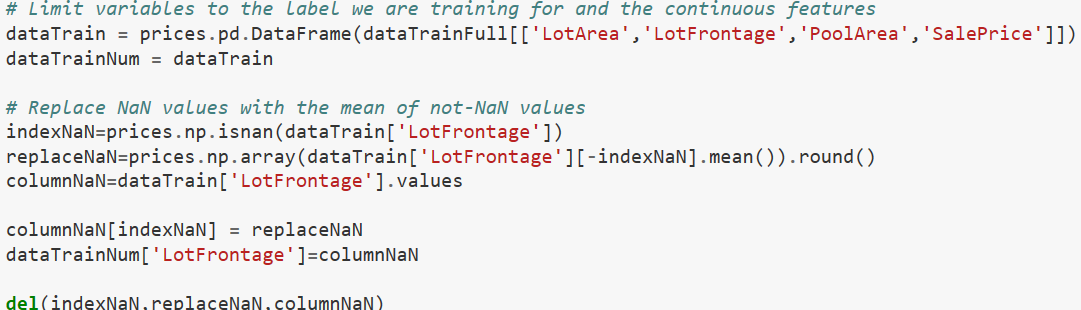 # Limit variables to the label we are training for and the continuous features
dataTrain = prices.pd.DataFrame(dataTrainFull[['LotArea','LotFrontage','PoolArea','SalePrice']])
dataTrainNum = dataTrain
# Replace NaN values with the mean of not-NaN values
indexNaN=prices.np.isnan(dataTrain['LotFrontage'])
replaceNaN=prices.np.array(dataTrain['LotFrontage'][-indexNaN].mean()).round()
columnNaN=dataTrain['LotFrontage'].values
columnNaN[indexNaN] = replaceNaN
dataTrainNum['LotFrontage']=columnNaN
del(indexNaN,replaceNaN,columnNaN)